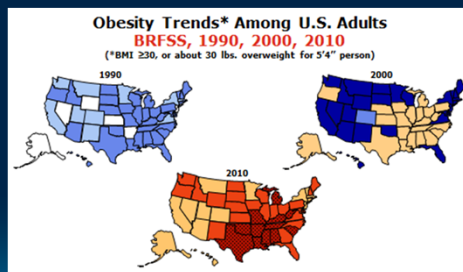 Obesity Trends* Among U.S. Adults
BRFSS, 1990, 2000, 2010
(*BMI ≥30, or about 30 lbs. overweight for 5'4" person)
1990
2000
2010